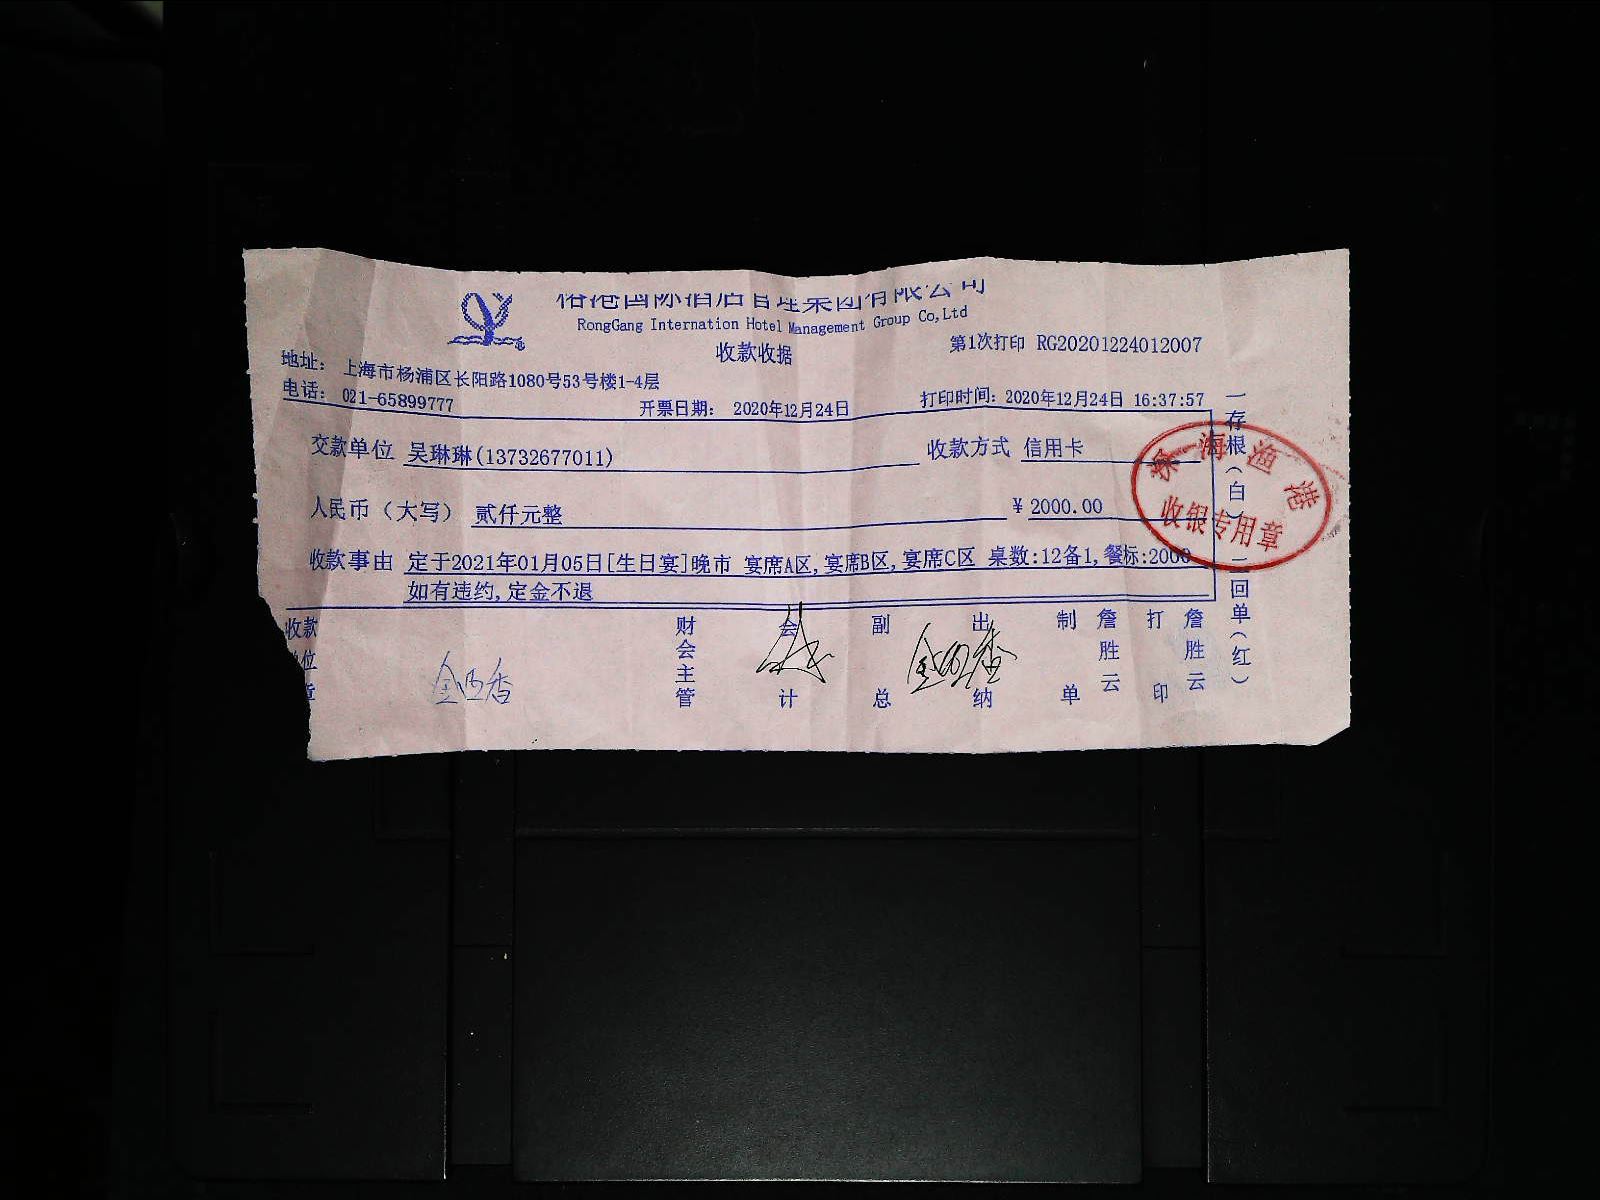 港国际酒店管理集团有限公司
RongGang Internation Hotel Management Group Co,Ltd
收款收据
第1次打印 RG20201224012007
地址： 上海市杨浦区长阳路1080号53号楼1-4层
电话： 021-65899777
开票日期： 2020年12月24日
打印时间：2020年12月24日 16:37:57
交款单位 吴琳琳(13732677011)
收款方式 信用卡
人民币（大写） 贰仟元整
¥ 2000.00
收款事由 定于2021年01月05日[生日宴]晚市 宴席A区,宴席B区,宴席C区 桌数:12备1,餐标:2000
如有违约,定金不退
收款
位
财会主管
会计
副总
出纳
制单
詹胜云
打印
詹胜云
一存根(白)
二回单(红)
深海渔港
收银专用章